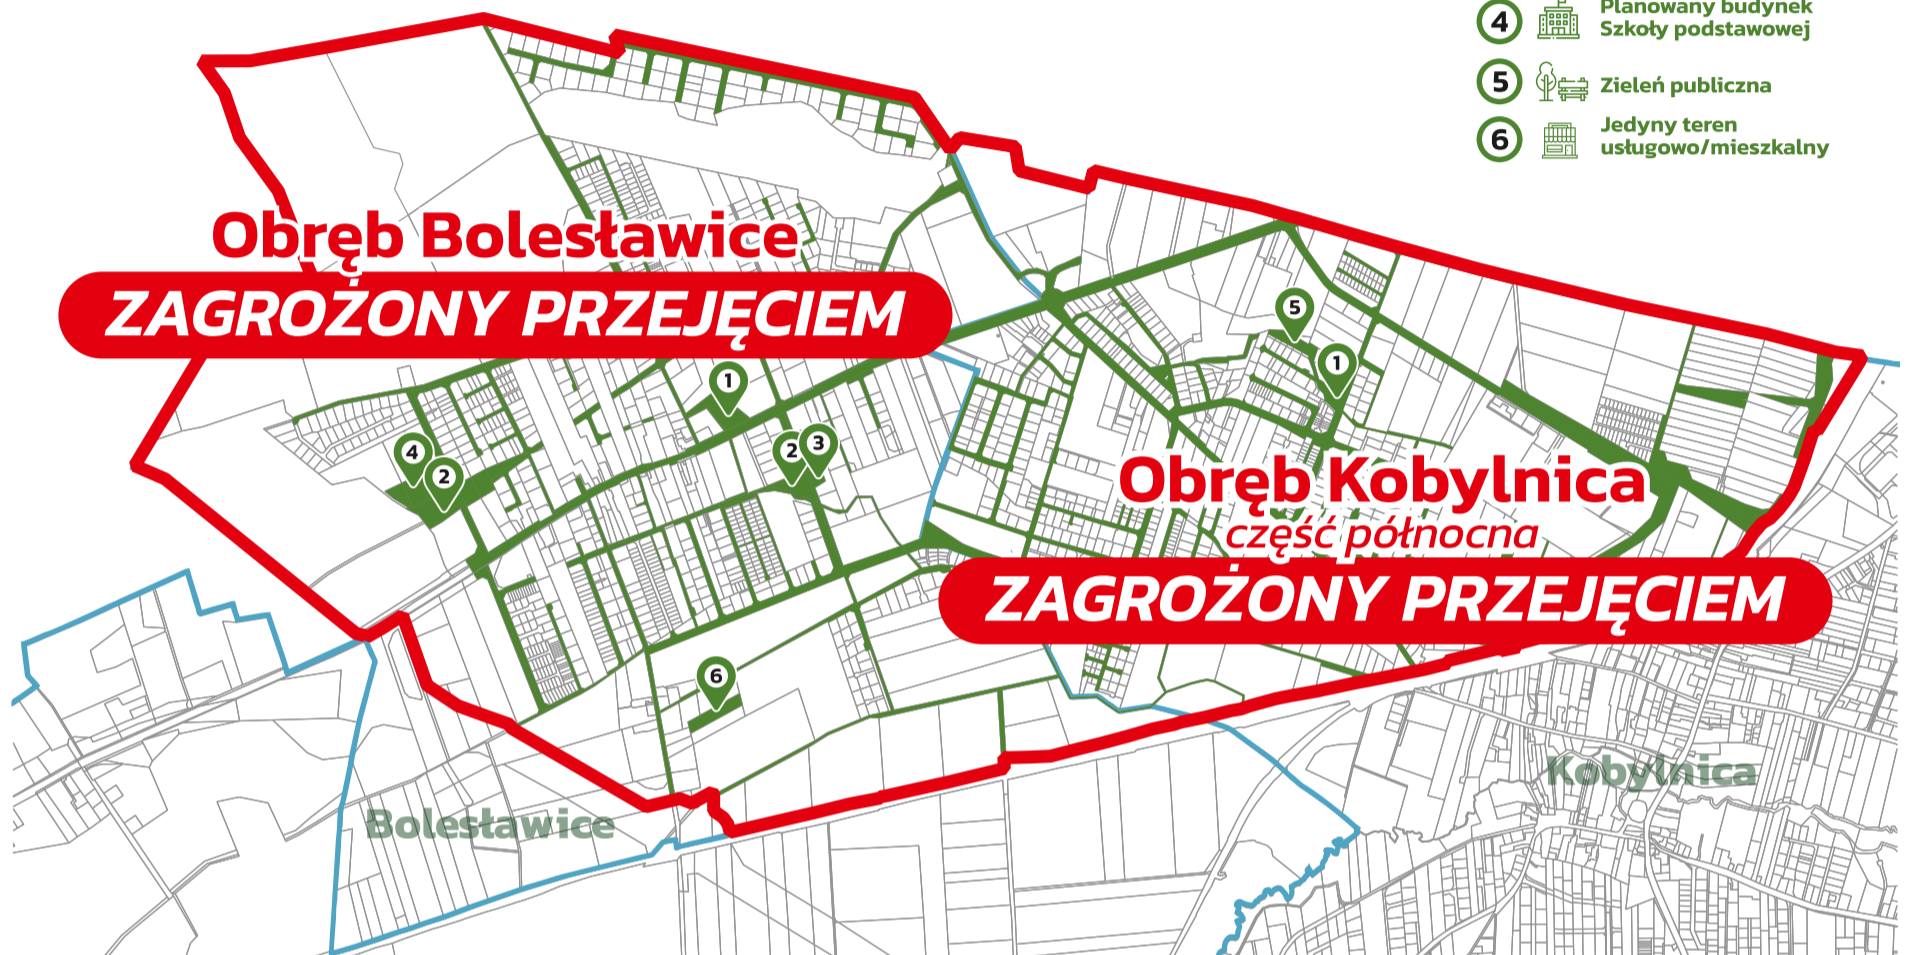 4
Planowany budynek
Szkoły podstawowej
5
Zieleń publiczna
6
Jedyny teren
usługowo/mieszkalny
Obręb Bolesławice
ZAGROŻONY PRZEJĘCIEM
5
1
1
4
2
2
3
Obręb Kobylnica
część północna
ZAGROŻONY PRZEJĘCIEM
6
Kobylnica
Bolesławice